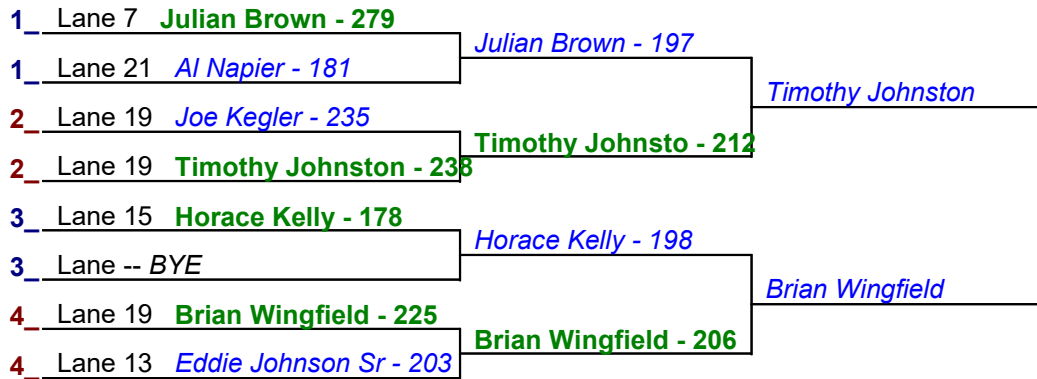 1_ Lane 7 Julian Brown - 279
Julian Brown - 197
1_ Lane 21 Al Napier - 181
Timothy Johnston
2_ Lane 19 Joe Kegler - 235
Timothy Johnsto - 212
2_ Lane 19 Timothy Johnston - 238
3_ Lane 15 Horace Kelly - 178
Horace Kelly - 198
3_ Lane -- BYE
Brian Wingfield
4_ Lane 19 Brian Wingfield - 225
Brian Wingfield - 206
4_ Lane 13 Eddie Johnson Sr - 203